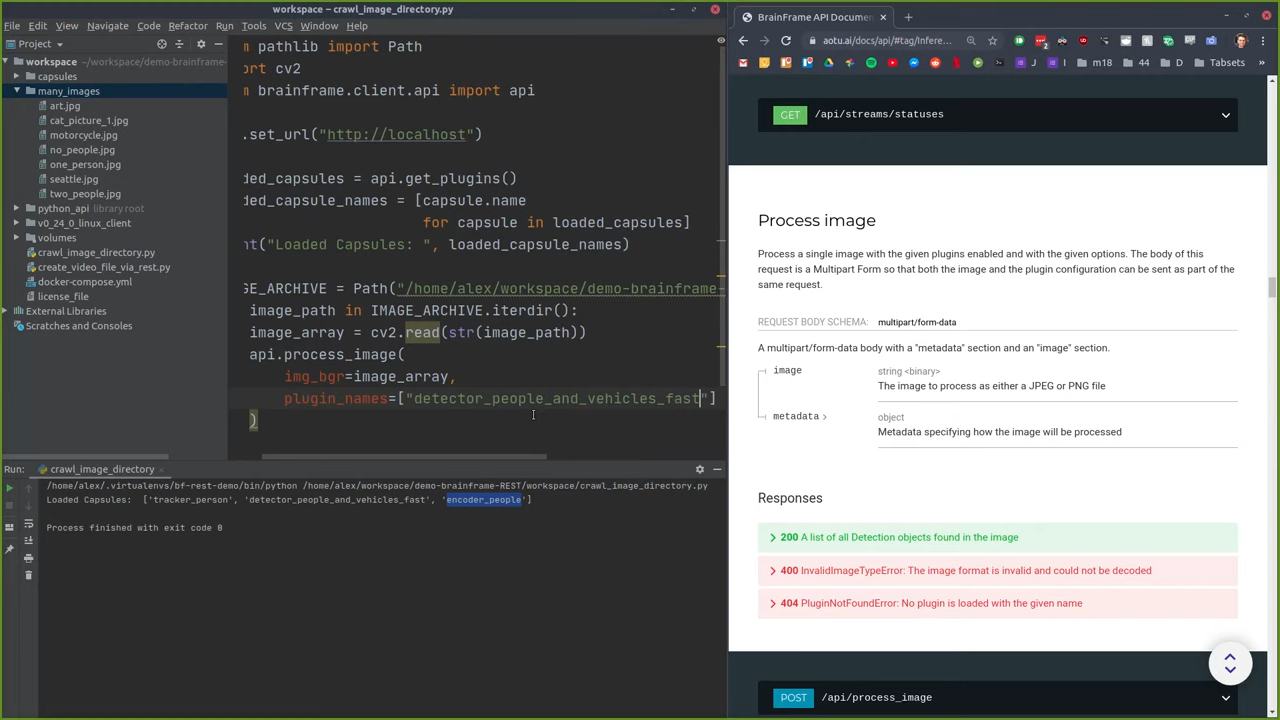 workspace – crawl_image_directory.py
File Edit View Navigate Code Refactor Run Tools VCS Window Help
Project
workspace ~/workspace/demo-brainframe-
capsules
many_images
art.jpg
cat_picture_1.jpg
motorcycle.jpg
no_people.jpg
one_person.jpg
seattle.jpg
two_people.jpg
python_api library root
v0_24_0_linux_client
volumes
crawl_image_directory.py
create_video_file_via_rest.py
docker-compose.yml
license_file
External Libraries
Scratches and Consoles
m pathlib import Path
ort cv2
m brainframe.client.api import api
.set_url("http://localhost")
ded_capsules = api.get_plugins()
ded_capsule_names = [capsule.name
for capsule in loaded_capsules]
nt("Loaded Capsules: ", loaded_capsule_names)
GE_ARCHIVE = Path("/home/alex/workspace/demo-brainframe-
image_path in IMAGE_ARCHIVE.iterdir():
image_array = cv2.read(str(image_path))
api.process_image(
img_bgr=image_array,
plugin_names=["detector_people_and_vehicles_fast"]
)
Run: crawl_image_directory
/home/alex/.virtualenvs/bf-rest-demo/bin/python /home/alex/workspace/demo-brainframe-REST/workspace/crawl_image_directory.py
Loaded Capsules:  ['tracker_person', 'detector_people_and_vehicles_fast', 'encoder_people']
Process finished with exit code 0
BrainFrame API Documen
aotu.ai/docs/api/#tag/Infere...
J
I
m18
44
D
Tabsets
GET /api/streams/statuses
Process image
Process a single image with the given plugins enabled and with the given options. The body of this
request is a Multipart Form so that both the image and the plugin configuration can be sent as part of the
same request.
REQUEST BODY SCHEMA: multipart/form-data
A multipart/form-data body with a "metadata" section and an "image" section.
image string <binary>
The image to process as either a JPEG or PNG file
metadata object
Metadata specifying how the image will be processed
Responses
200 A list of all Detection objects found in the image
400 InvalidImageTypeError: The image format is invalid and could not be decoded
404 PluginNotFoundError: No plugin is loaded with the given name
POST /api/process_image